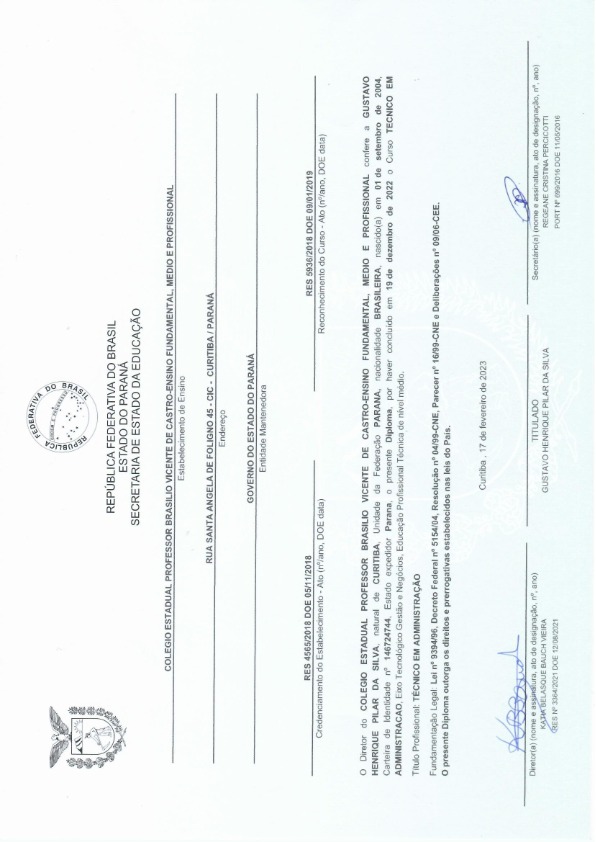 REPÚBLICA FEDERATIVA DO BRASIL
REPÚBLICA FEDERATIVA DO BRASIL
ESTADO DO PARANÁ
SECRETARIA DE ESTADO DA EDUCAÇÃO
COLEGIO ESTADUAL PROFESSOR BRASILIO VICENTE DE CASTRO-ENSINO FUNDAMENTAL, MEDIO E PROFISSIONAL
Estabelecimento de Ensino
RUA SANTA ANGELA DE FOLIGNO 45 - CIC - CURITIBA / PARANÁ
Endereço
GOVERNO DO ESTADO DO PARANÁ
Entidade Mantenedora
RES 4565/2018 DOE 05/11/2018
Credenciamento do Estabelecimento - Ato (nº/ano, DOE data)
RES 5936/2018 DOE 09/01/2019
Reconhecimento do Curso - Ato (nº/ano, DOE data)
O Diretor do COLEGIO ESTADUAL PROFESSOR BRASILIO VICENTE DE CASTRO-ENSINO FUNDAMENTAL, MEDIO E PROFISSIONAL confere a GUSTAVO
HENRIQUE PILAR DA SILVA, natural de CURITIBA, Unidade da Federação PARANA, nacionalidade BRASILEIRA, nascido(a) em 01 de setembro de 2004,
Carteira de Identidade nº 146724744, Estado expedidor Parana, o presente Diploma, por haver concluído em 19 de dezembro de 2022 o Curso TECNICO EM
ADMINISTRACAO, Eixo Tecnológico Gestão e Negócios, Educação Profissional Técnica de nível médio.
Título Profissional: TÉCNICO EM ADMINISTRAÇÃO
Fundamentação Legal: Lei nº 9394/96, Decreto Federal nº 5154/04, Resolução nº 04/99-CNE, Parecer nº 16/99-CNE e Deliberações nº 09/06-CEE.
O presente Diploma outorga os direitos e prerrogativas estabelecidos nas leis do País.
Curitiba , 17 de fevereiro de 2023
Diretor(a) (nome e assinatura, ato de designação, nº, ano)
KATIA BELASQUE BAUCH VIEIRA
RES Nº 3364/2021 DOE 12/08/2021
TITULADO
GUSTAVO HENRIQUE PILAR DA SILVA
Secretário(a) (nome e assinatura, ato de designação, nº, ano)
REGEANE CRISTINA PERCICOTTI
PORT Nº 699/2016 DOE 11/05/2016